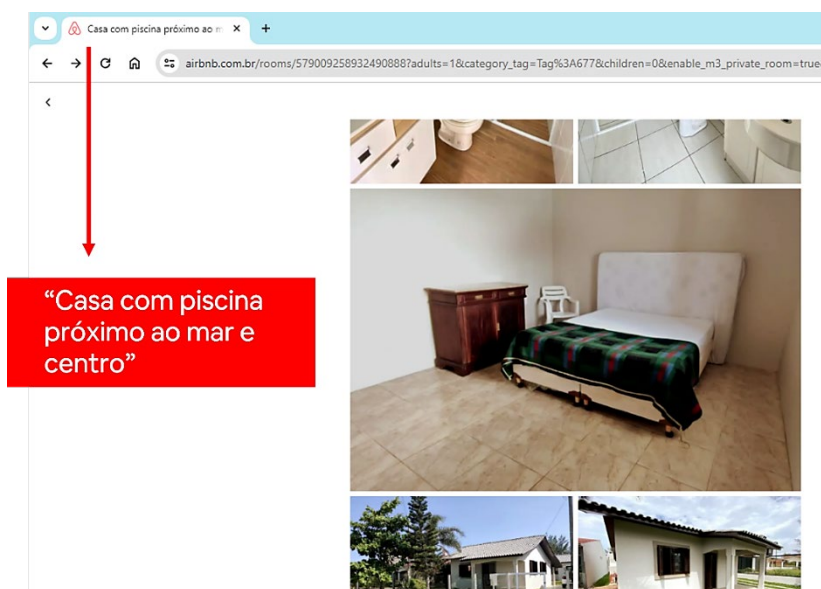 Casa com piscina próximo ao m
airbnb.com.br/rooms/579009258932490888?adults=1&category_tag=Tag%3A677&children=0&enable_m3_private_room=true
“Casa com piscina
próximo ao mar e
centro”